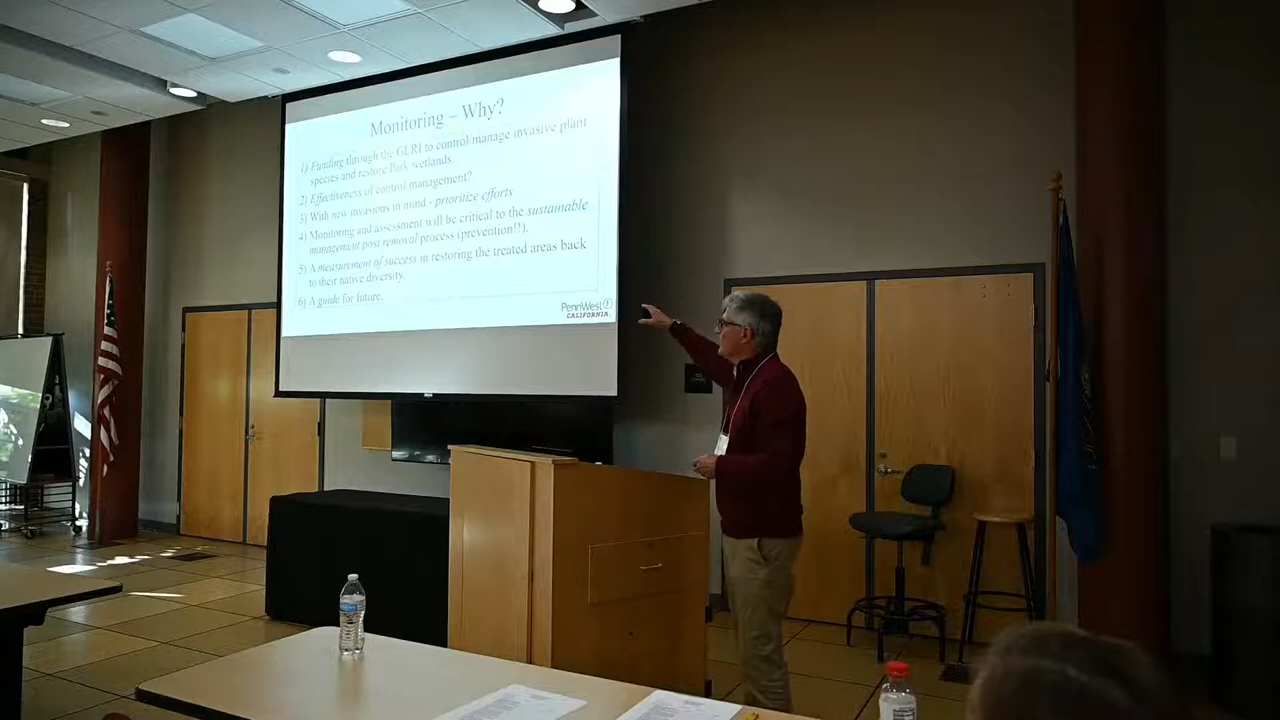 Monitoring – Why?
1) Funding through the GLRI to control/manage invasive plant
species and restore Park wetlands.
2) Effectiveness of control management?
3) With new invasions in mind - prioritize efforts
4) Monitoring and assessment will be critical to the sustainable
management post removal process (prevention!!).
5) A measurement of success in restoring the treated areas back
to their native diversity.
6) A guide for future.
PennWest
CALIFORNIA